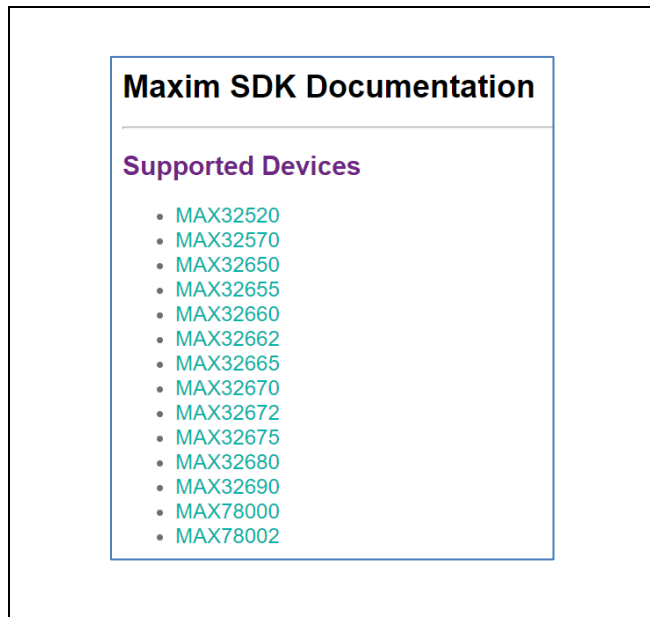 Maxim SDK Documentation
Supported Devices
MAX32520
MAX32570
MAX32650
MAX32655
MAX32660
MAX32662
MAX32665
MAX32670
MAX32672
MAX32675
MAX32680
MAX32690
MAX78000
MAX78002